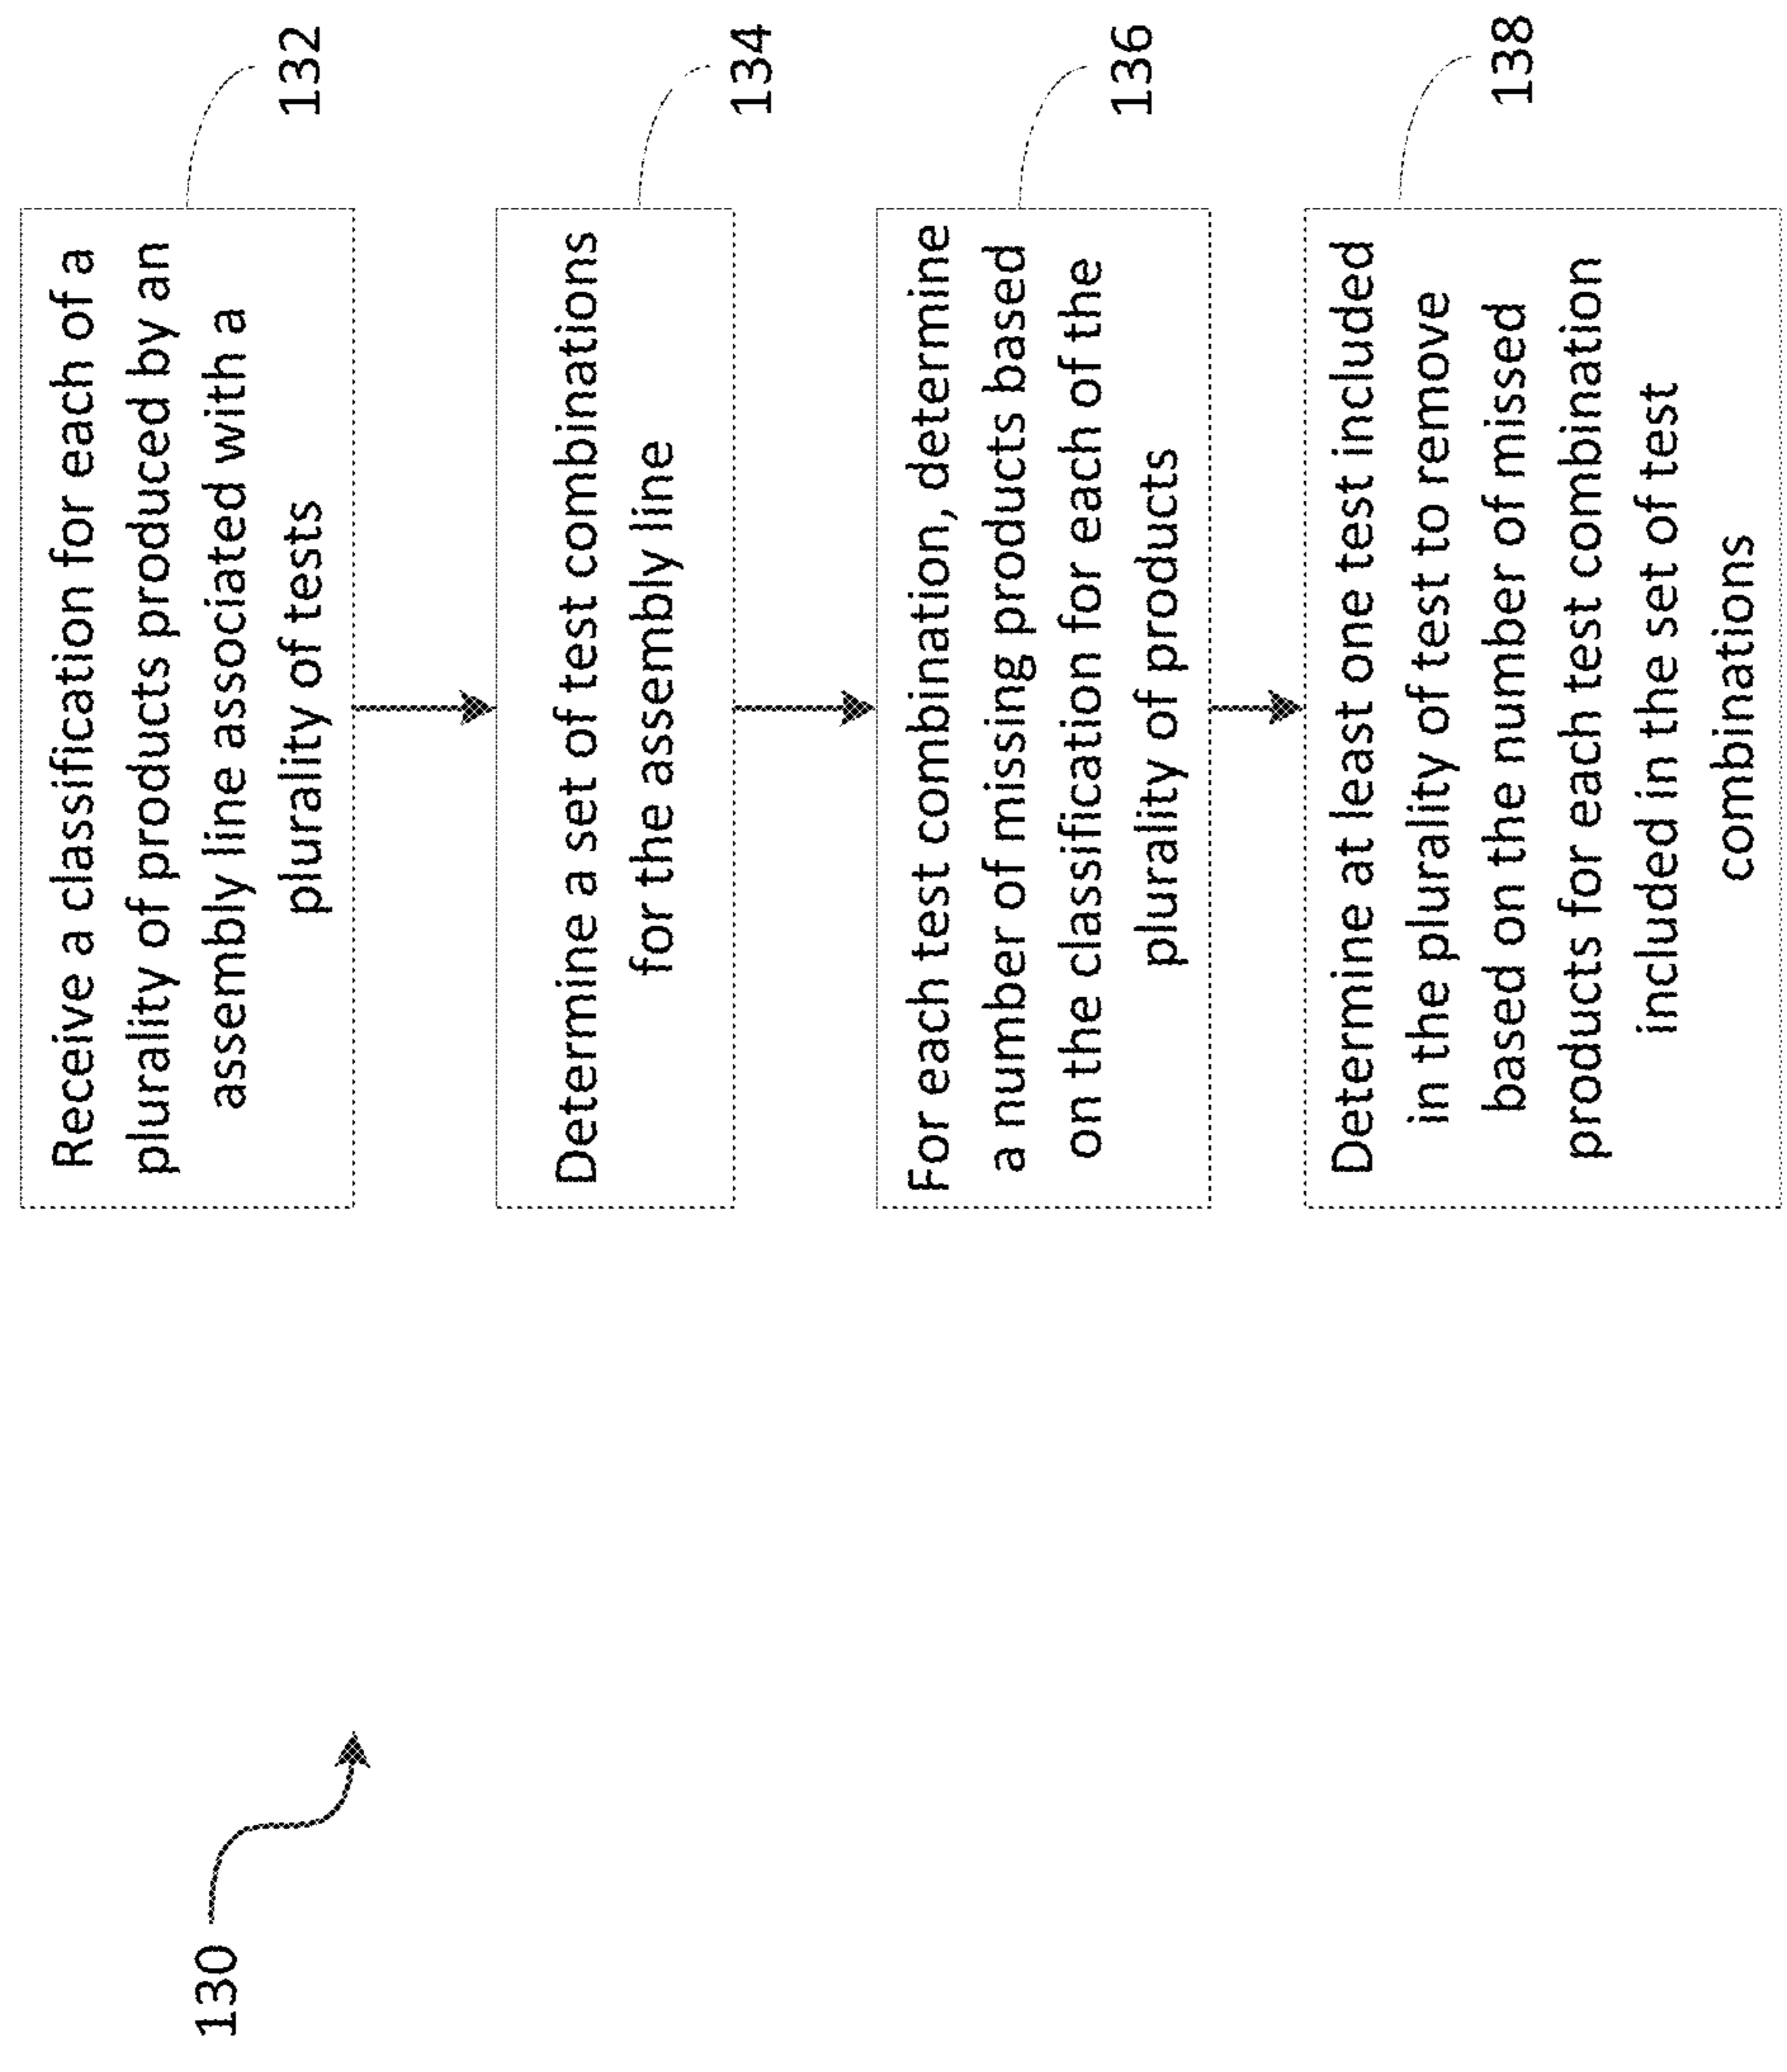 130
Receive a classification for each of a
plurality of products produced by an
assembly line associated with a
plurality of tests
132
Determine a set of test combinations
for the assembly line
134
For each test combination, determine
a number of missing products based
on the classification for each of the
plurality of products
136
Determine at least one test included
in the plurality of test to remove
based on the number of missed
products for each test combination
included in the set of test
combinations
138